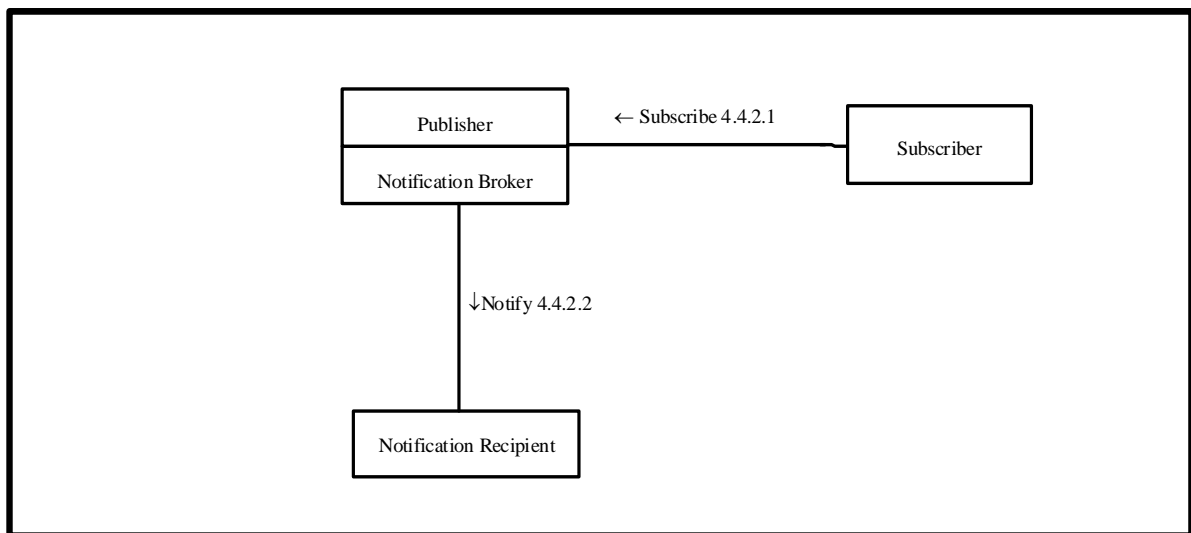 Publisher
← Subscribe 4.4.2.1
Subscriber
Notification Broker
↓Notify 4.4.2.2
Notification Recipient